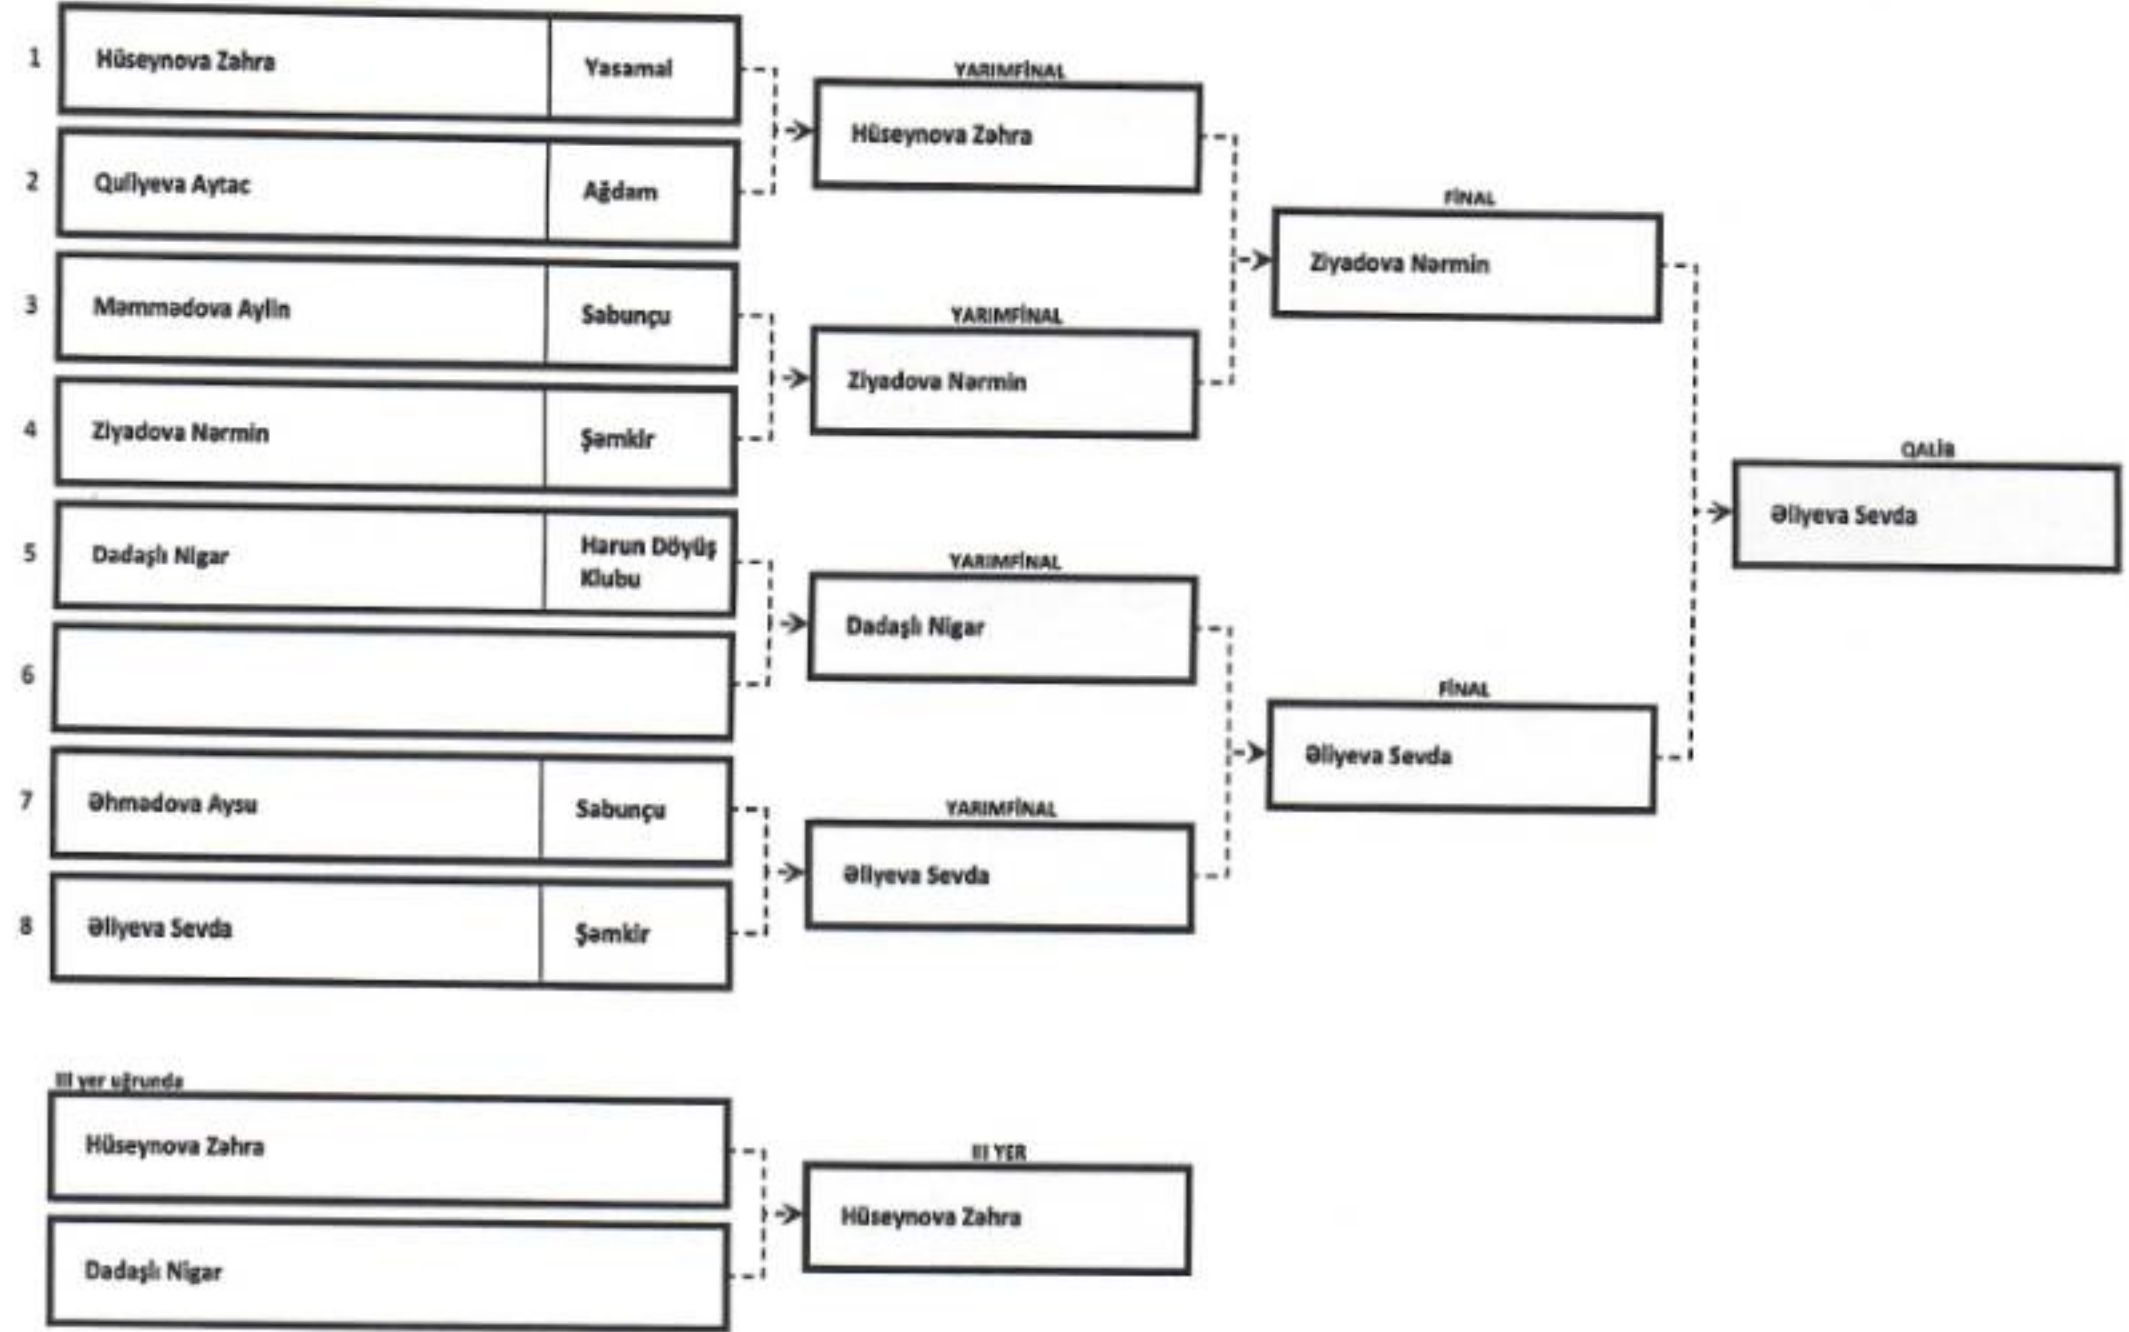 1
Hüseynova Zəhra
Yasamal
2
Quliyeva Aytac
Ağdam
3
Məmmədova Aylin
Sabunçu
4
Ziyadova Nərmin
Şəmkir
5
Dadaşlı Nigar
Harun Döyüş
Klubu
6
7
Əhmədova Aysu
Sabunçu
8
Əliyeva Sevda
Şəmkir
YARIMFİNAL
Hüseynova Zəhra
YARIMFİNAL
Ziyadova Nərmin
YARIMFİNAL
Dadaşlı Nigar
YARIMFİNAL
Əliyeva Sevda
FİNAL
Ziyadova Nərmin
FİNAL
Əliyeva Sevda
QALİB
Əliyeva Sevda
III yer uğrunda
Hüseynova Zəhra
Dadaşlı Nigar
III YER
Hüseynova Zəhra